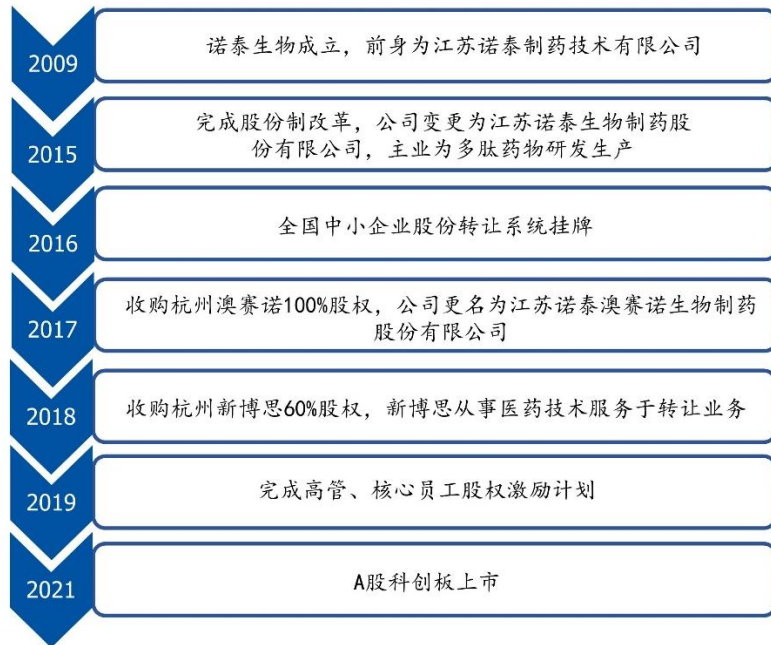 2009
诺泰生物成立，前身为江苏诺泰制药技术有限公司
2015
完成股份制改革，公司变更为江苏诺泰生物制药股
份有限公司，主业为多肽药物研发生产
2016
全国中小企业股份转让系统挂牌
2017
收购杭州澳赛诺100%股权，公司更名为江苏诺泰澳赛诺生物制药
股份有限公司
2018
收购杭州新博思60%股权，新博思从事医药技术服务于转让业务
2019
完成高管、核心员工股权激励计划
2021
A股科创板上市